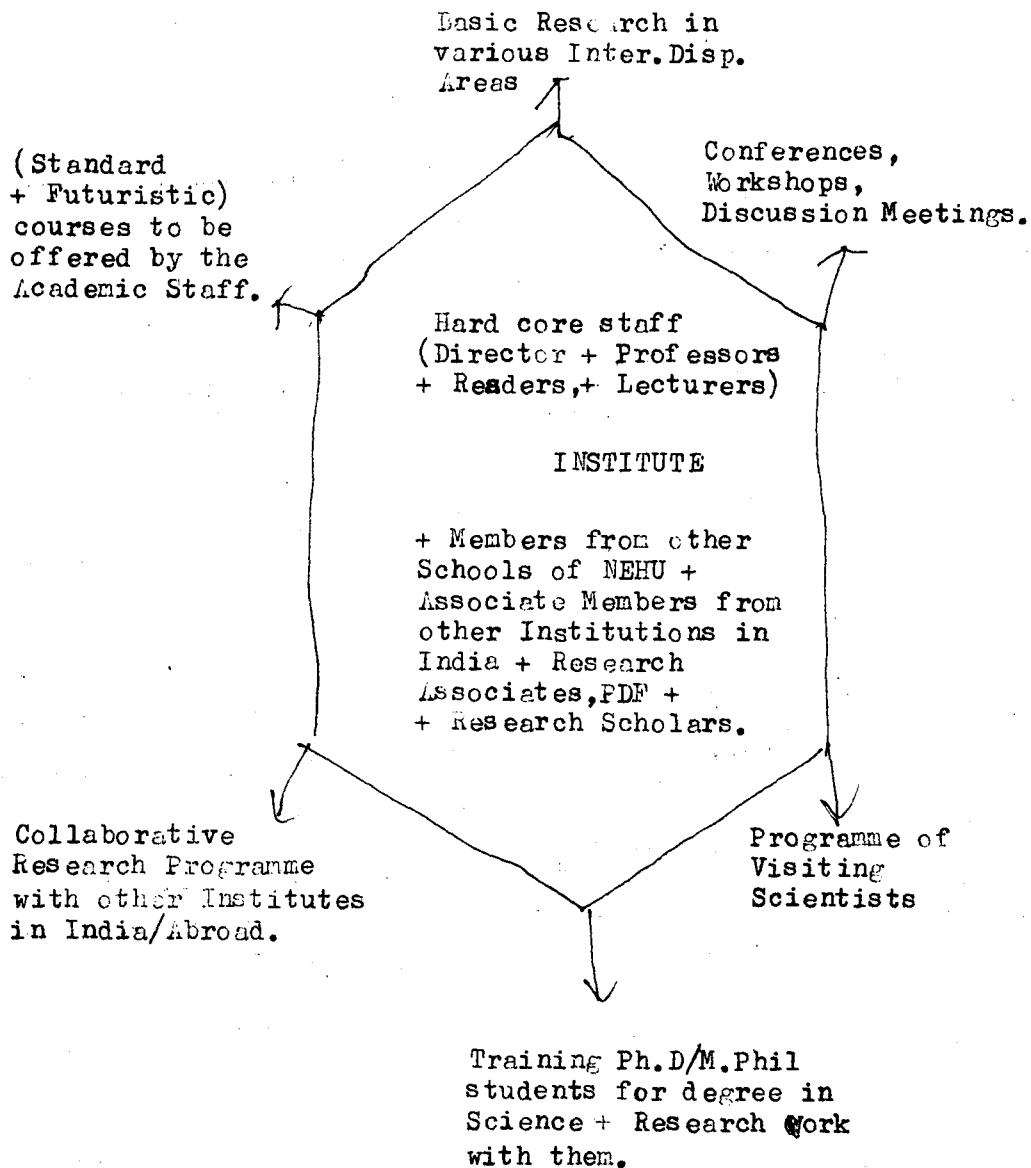 Basic Research in
various Inter.Disp.
Areas
(Standard
+ Futuristic)
courses to be
offered by the
Academic Staff.
Conferences,
Workshops,
Discussion Meetings.
Hard core staff
(Director + Professors
+ Readers,+ Lecturers)
INSTITUTE
+ Members from other
Schools of NEHU +
Associate Members from
other Institutions in
India + Research
Associates,PDF +
+ Research Scholars.
Collaborative
Research Programme
with other Institutes
in India/Abroad.
Programme of
Visiting
Scientists
Training Ph.D/M.Phil
students for degree in
Science + Research work
with them.